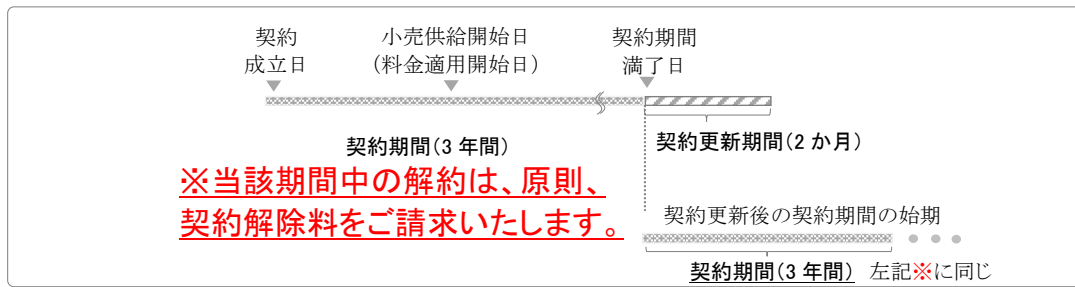 契約
成立日
小売供給開始日
(料金適用開始日)
契約期間
満了日
契約期間(3 年間)
契約更新期間(2 か月)
※当該期間中の解約は、原則、
契約解除料をご請求いたします。
契約更新後の契約期間の始期
契約期間(3 年間) 左記※に同じ